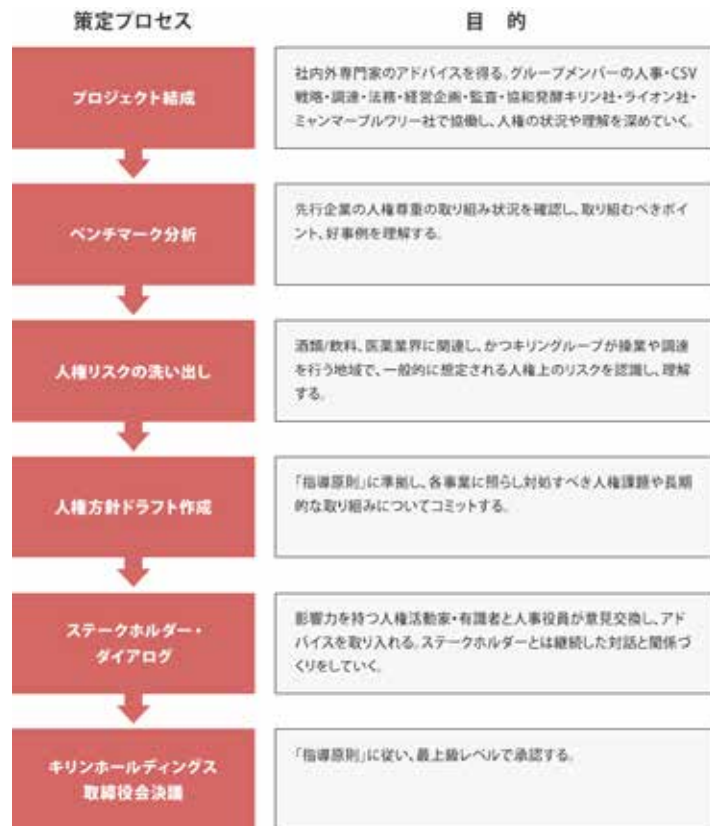 策定プロセス
目 的
プロジェクト結成
社内外専門家のアドバイスを得る。グループメンバーの人事・CSV
戦略・調達・法務・経営企画・監査・協和発酵キリン社・ライオン社・
ミャンマーブルワリー社で協働し、人権の状況や理解を深めていく。
ベンチマーク分析
先行企業の人権尊重の取り組み状況を確認し、取り組むべきポイ
ント、好事例を理解する。
人権リスクの洗い出し
酒類/飲料、医薬業界に関連し、かつキリングループが操業や調達
を行う地域で、一般的に想定される人権上のリスクを認識し、理解
する。
人権方針ドラフト作成
「指導原則」に準拠し、各事業に照らし対処すべき人権課題や長期
的な取り組みについてコミットする。
ステークホルダー・
ダイアログ
影響力を持つ人権活動家・有識者と人事役員が意見交換し、アド
バイスを取り入れる。ステークホルダーとは継続した対話と関係づ
くりをしていく。
キリンホールディングス
取締役会決議
「指導原則」に従い、最上級レベルで承認する。